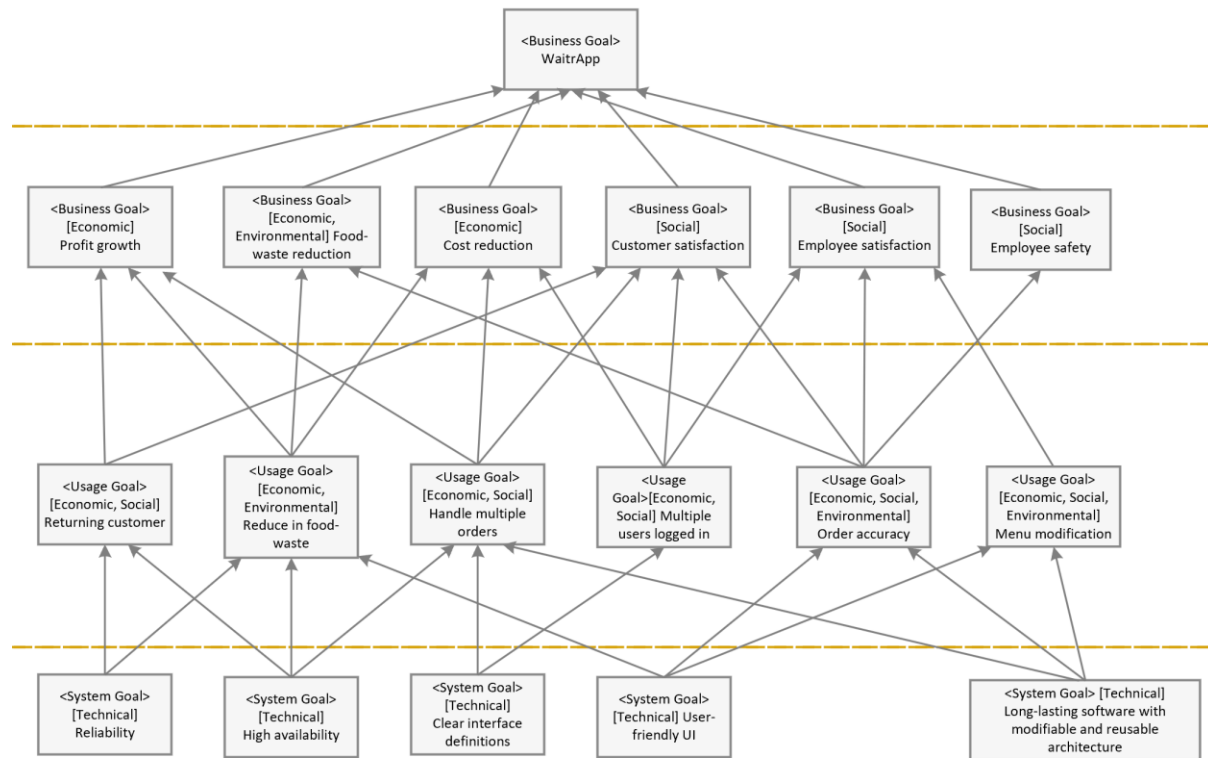 <Business Goal>
WaitrApp
<Business Goal>
[Economic]
Profit growth
<Business Goal>
[Economic,
Environmental] Food-
waste reduction
<Business Goal>
[Economic]
Cost reduction
<Business Goal>
[Social]
Customer satisfaction
<Business Goal>
[Social]
Employee satisfaction
<Business Goal>
[Social]
Employee safety
<Usage Goal>
[Economic, Social]
Returning customer
<Usage Goal>
[Economic,
Environmental]
Reduce in food-
waste
<Usage Goal>
[Economic, Social]
Handle multiple
orders
<Usage
Goal>[Economic,
Social] Multiple
users logged in
<Usage Goal>
[Economic, Social,
Environmental]
Order accuracy
<Usage Goal>
[Economic, Social,
Environmental]
Menu modification
<System Goal>
[Technical]
Reliability
<System Goal>
[Technical]
High availability
<System Goal>
[Technical]
Clear interface
definitions
<System Goal>
[Technical] User-
friendly UI
<System Goal> [Technical]
Long-lasting software with
modifiable and reusable
architecture